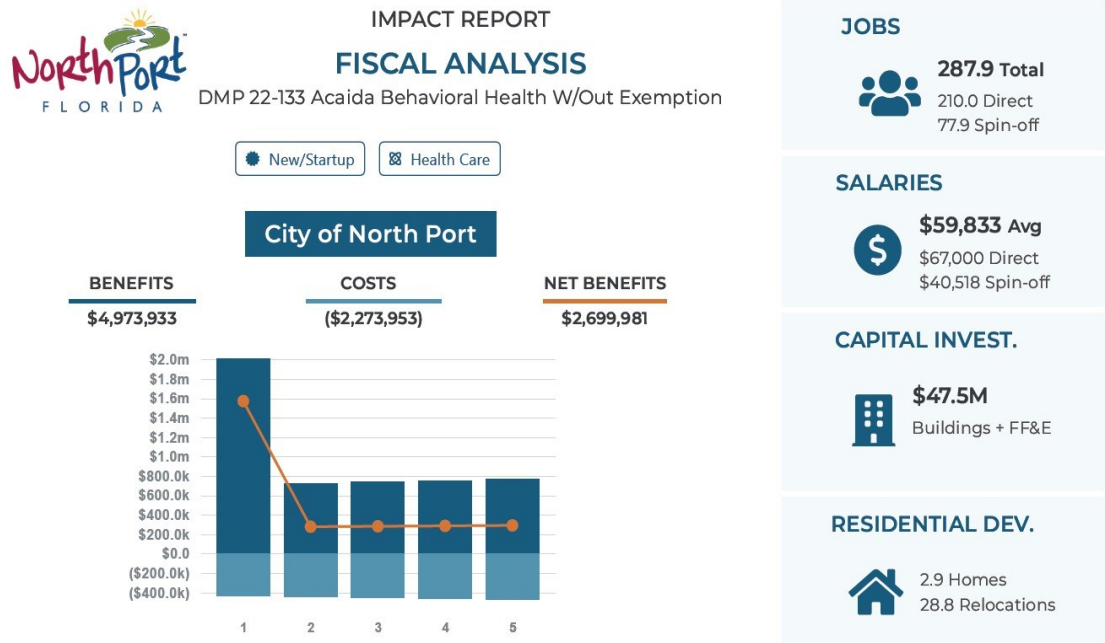 NorthPort
FLORIDA
IMPACT REPORT
FISCAL ANALYSIS
DMP 22-133 Acaida Behavioral Health W/Out Exemption
New/Startup
Health Care
City of North Port
BENEFITS
$4,973,933
COSTS
($2,273,953)
NET BENEFITS
$2,699,981
$2.0m
$1.8m
$1.6m
$1.4m
$1.2m
$1.0m
$800.0k
$600.0k
$400.0k
$200.0k
$0.0
($200.0k)
($400.0k)
1 2 3 4 5
JOBS
287.9 Total
210.0 Direct
77.9 Spin-off
SALARIES
$
$59,833 Avg
$67,000 Direct
$40,518 Spin-off
CAPITAL INVEST.
$47.5M
Buildings + FF&E
RESIDENTIAL DEV.
2.9 Homes
28.8 Relocations